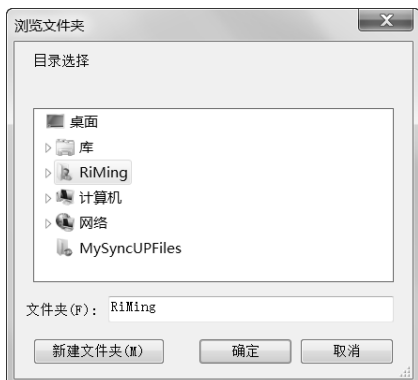 浏览文件夹
目录选择
桌面
库
RiMing
计算机
网络
MySyncUPFiles
文件夹(F): RiMing
新建文件夹(M) 确定 取消